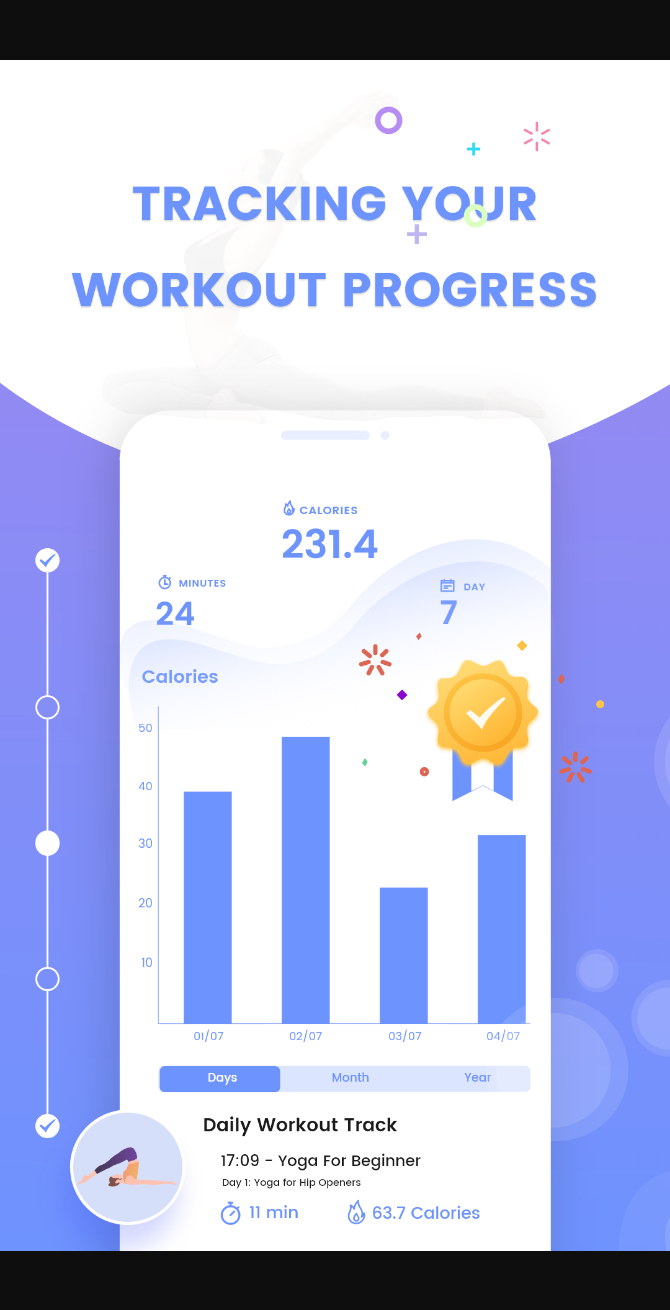 TRACKING YOUR
WORKOUT PROGRESS
CALORIES
231.4
MINUTES
24
DAY
7
Calories
50
40
30
20
10
01/07 02/07 03/07 04/07
Days Month Year
Daily Workout Track
17:09 - Yoga For Beginner
Day 1: Yoga for Hip Openers
11 min 63.7 Calories